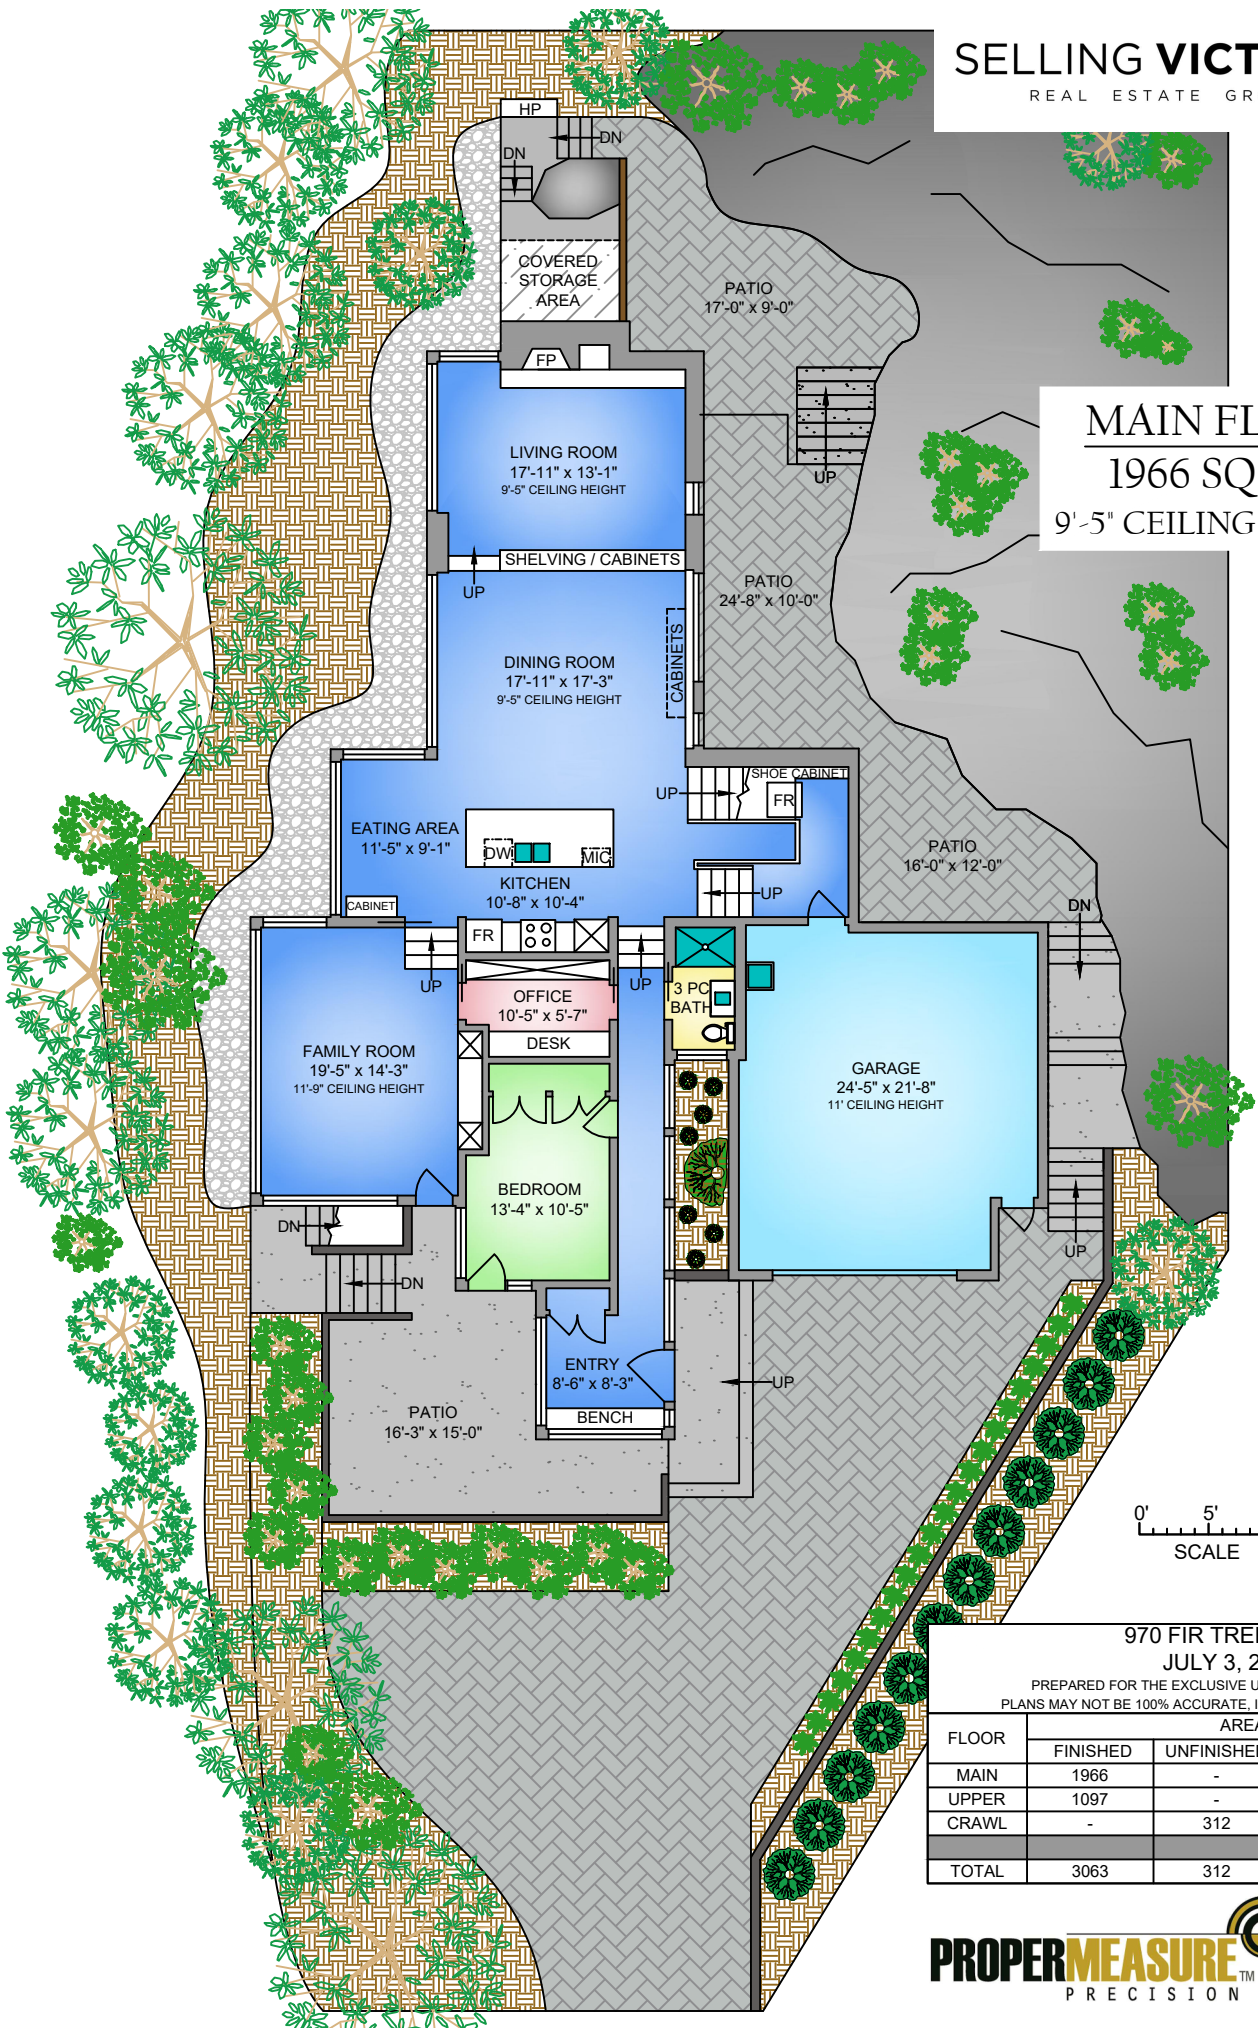 SELLING VICT
REAL ESTATE GR
HP
DN
DN
COVERED
STORAGE
AREA
PATIO
17'-0" x 9'-0"
FP
MAIN FL
1966 SQ
9'-5" CEILING
LIVING ROOM
17'-11" x 13'-1"
9'-5" CEILING HEIGHT
UP
SHELVING / CABINETS
UP
PATIO
24'-8" x 10'-0"
DINING ROOM
17'-11" x 17'-3"
9'-5" CEILING HEIGHT
CABINETS
SHOE CABINET
UP
FR
EATING AREA
11'-5" x 9'-1"
DW
MIC
PATIO
16'-0" x 12'-0"
KITCHEN
10'-8" x 10'-4"
UP
CABINET
DN
FR
UP
UP
3 PC
BATH
OFFICE
10'-5" x 5'-7"
DESK
FAMILY ROOM
19'-5" x 14'-3"
11'-9" CEILING HEIGHT
GARAGE
24'-5" x 21'-8"
11' CEILING HEIGHT
BEDROOM
13'-4" x 10'-5"
DN
UP
DN
ENTRY
8'-6" x 8'-3"
UP
BENCH
PATIO
16'-3" x 15'-0"
0' 5'
SCALE
970 FIR TREE
JULY 3, 2
PREPARED FOR THE EXCLUSIVE U
PLANS MAY NOT BE 100% ACCURATE, I
FLOOR AREA
FINISHED UNFINISHED
MAIN 1966 -
UPPER 1097 -
CRAWL - 312
TOTAL 3063 312
PROPERMEASURE TM
PRECISION